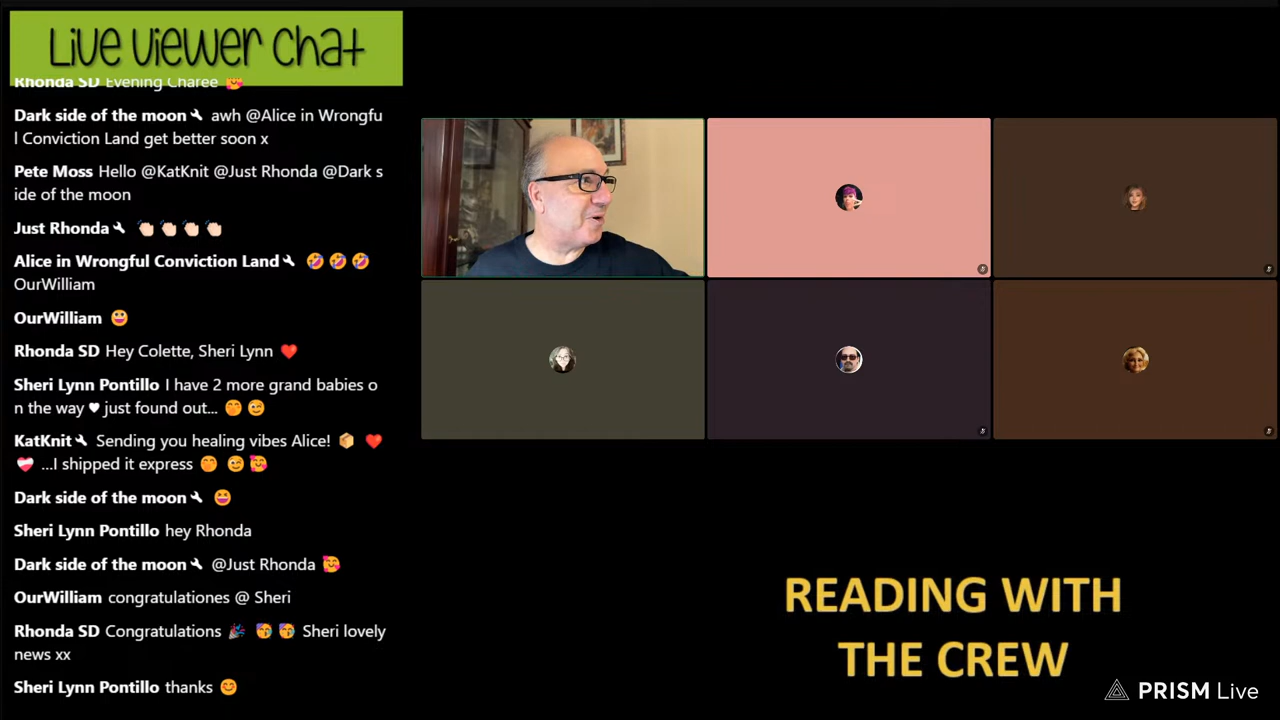 Live Viewer Chat
Rhonda SD Evening Charee
Dark side of the moon awh @Alice in Wrongfu
l Conviction Land get better soon x
Pete Moss Hello @KatKnit @Just Rhonda @Dark s
ide of the moon
Just Rhonda 👏🏻 👏🏻 👏🏻 👏🏻
Alice in Wrongful Conviction Land 🤣 🤣 🤣
OurWilliam
OurWilliam 😀
Rhonda SD Hey Colette, Sheri Lynn ❤️
Sheri Lynn Pontillo I have 2 more grand babies o
n the way ♥ just found out... 🤭 😊
KatKnit Sending you healing vibes Alice! 📦 ❤️
❤️‍🩹 ...I shipped it express 🤭 😊 🥰
Dark side of the moon 😆
Sheri Lynn Pontillo hey Rhonda
Dark side of the moon @Just Rhonda 🥰
OurWilliam congratulationes @ Sheri
Rhonda SD Congratulations 🎉 🥳 🥳 Sheri lovely
news xx
Sheri Lynn Pontillo thanks 😊
READING WITH
THE CREW
PRISM Live